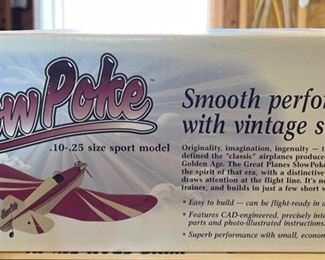 ow Poke™
.10-.25 size sport model
Smooth perfor
with vintage s
Originality, imagination, ingenuity — t
defined the "classic" airplanes produce
Golden Age. The Great Planes SlowPoke
the spirit of that era, with a distinctive
draws attention at the flight line. It's
trainer, and builds in just a few short
• Easy to build — can be flight-ready in a
• Features CAD-engineered, precisely inte
parts and photo-illustrated instructions.
• Superb performance with small, econom